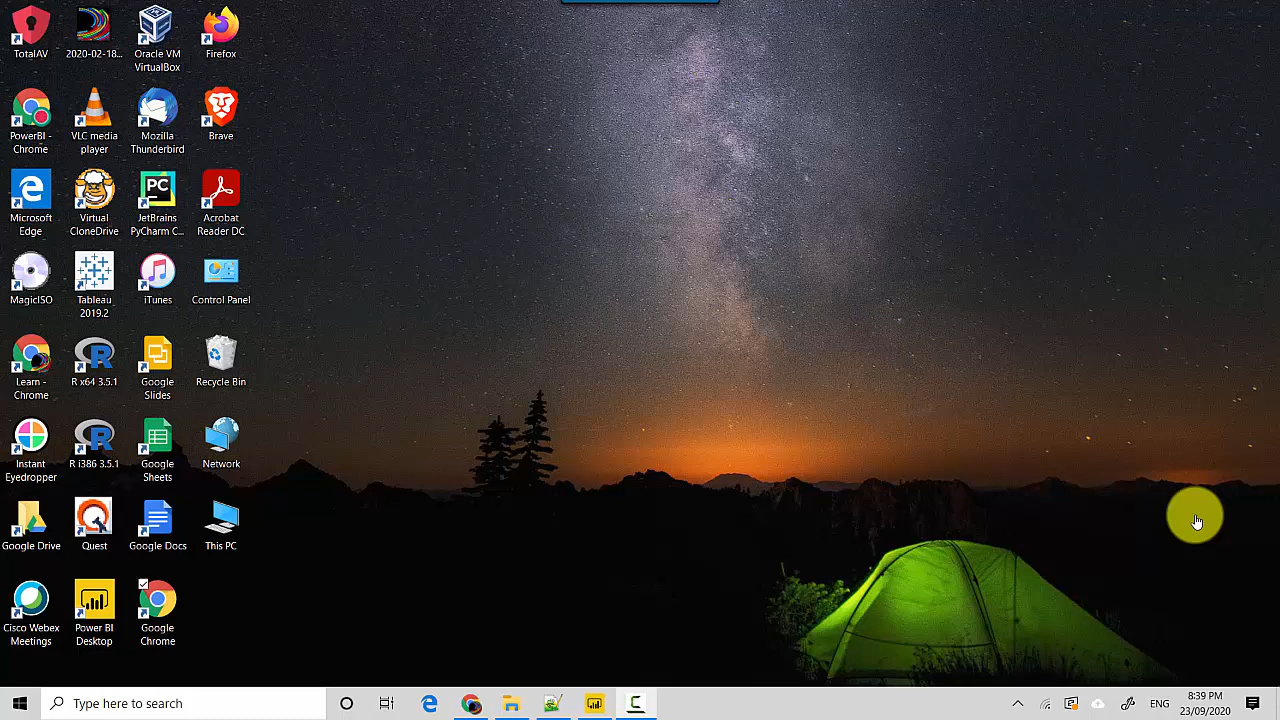 TotalAV
2020-02-18...
Oracle VM
VirtualBox
Firefox
PowerBI -
Chrome
VLC media
player
Mozilla
Thunderbird
Brave
Microsoft
Edge
Virtual
CloneDrive
PC
JetBrains
PyCharm C...
Acrobat
Reader DC
MagicISO
Tableau
2019.2
iTunes
Control Panel
Learn -
Chrome
R x64 3.5.1
Google
Slides
Recycle Bin
Instant
Eyedropper
R i386 3.5.1
Google
Sheets
Network
Google Drive
Quest
Google Docs
This PC
Cisco Webex
Meetings
Power BI
Desktop
Google
Chrome
Type here to search
ENG
8:39 PM
23/09/2020